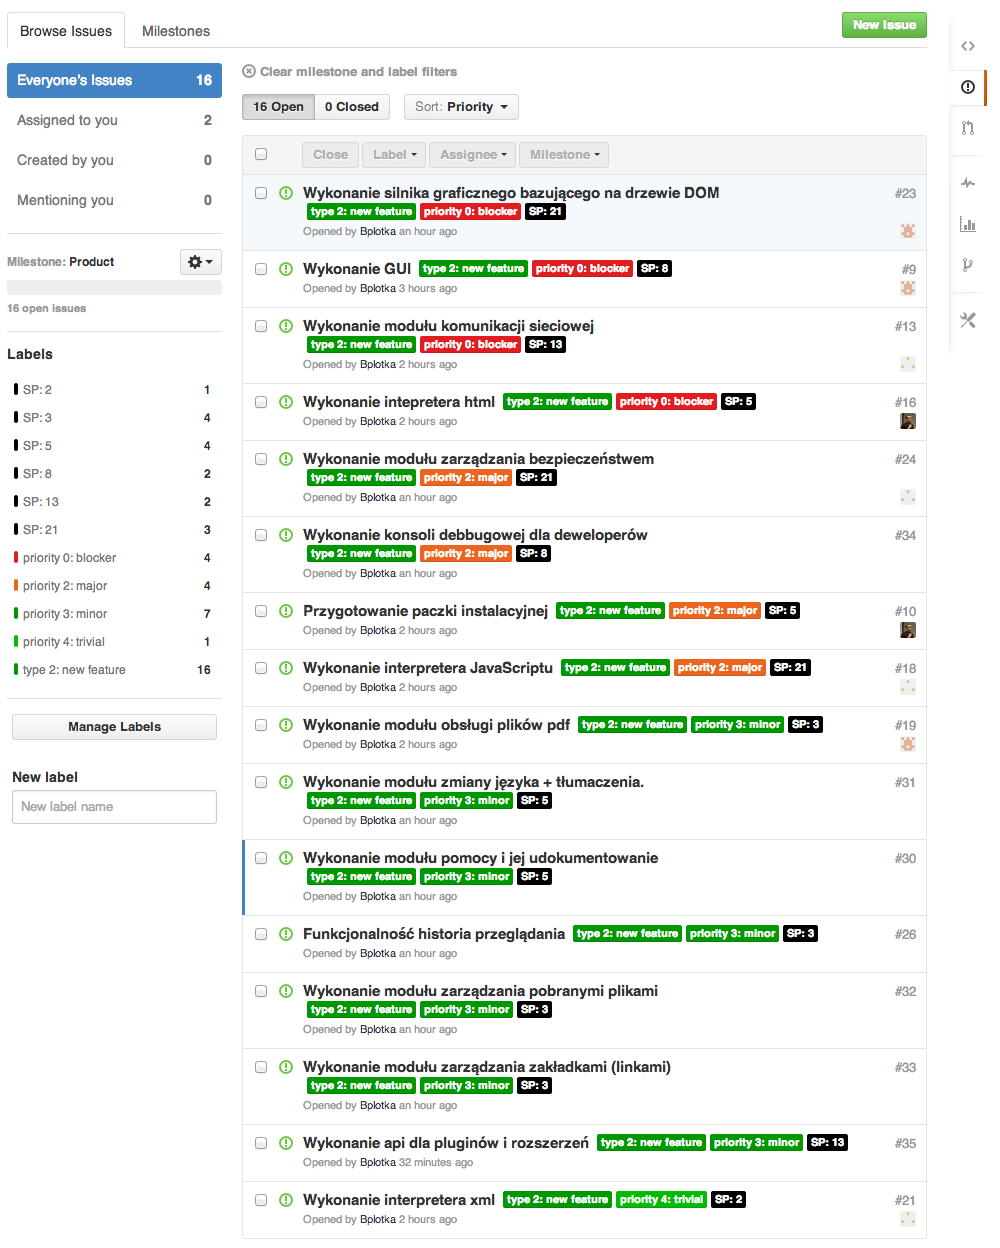 Browse Issues
Milestones
New Issue
Everyone's Issues 16
Assigned to you 2
Created by you 0
Mentioning you 0
Milestone: Product
16 open issues
Labels
SP: 2 1
SP: 3 4
SP: 5 4
SP: 8 2
SP: 13 2
SP: 21 3
priority 0: blocker 4
priority 2: major 4
priority 3: minor 7
priority 4: trivial 1
type 2: new feature 16
Manage Labels
New label
New label name
Clear milestone and label filters
16 Open 0 Closed Sort: Priority
Close Label Assignee Milestone
Wykonanie silnika graficznego bazującego na drzewie DOM #23
type 2: new feature priority 0: blocker SP: 21
Opened by Bplotka an hour ago
Wykonanie GUI type 2: new feature priority 0: blocker SP: 8 #9
Opened by Bplotka 3 hours ago
Wykonanie modułu komunikacji sieciowej #13
type 2: new feature priority 0: blocker SP: 13
Opened by Bplotka 2 hours ago
Wykonanie intepretera html type 2: new feature priority 0: blocker SP: 5 #16
Opened by Bplotka 2 hours ago
Wykonanie modułu zarządzania bezpieczeństwem #24
type 2: new feature priority 2: major SP: 21
Opened by Bplotka an hour ago
Wykonanie konsoli debbugowej dla deweloperów #34
type 2: new feature priority 2: major SP: 8
Opened by Bplotka an hour ago
Przygotowanie paczki instalacyjnej type 2: new feature priority 2: major SP: 5 #10
Opened by Bplotka 2 hours ago
Wykonanie interpretera JavaScriptu type 2: new feature priority 2: major SP: 21 #18
Opened by Bplotka 2 hours ago
Wykonanie modułu obsługi plików pdf type 2: new feature priority 3: minor SP: 3 #19
Opened by Bplotka 2 hours ago
Wykonanie modułu zmiany języka + tłumaczenia. #31
type 2: new feature priority 3: minor SP: 5
Opened by Bplotka an hour ago
Wykonanie modułu pomocy i jej udokumentowanie #30
type 2: new feature priority 3: minor SP: 5
Opened by Bplotka an hour ago
Funkcjonalność historia przeglądania type 2: new feature priority 3: minor SP: 3 #26
Opened by Bplotka an hour ago
Wykonanie modułu zarządzania pobranymi plikami #32
type 2: new feature priority 3: minor SP: 3
Opened by Bplotka an hour ago
Wykonanie modułu zarządzania zakładkami (linkami) #33
type 2: new feature priority 3: minor SP: 3
Opened by Bplotka an hour ago
Wykonanie api dla pluginów i rozszerzeń type 2: new feature priority 3: minor SP: 13 #35
Opened by Bplotka 32 minutes ago
Wykonanie interpretera xml type 2: new feature priority 4: trivial SP: 2 #21
Opened by Bplotka 2 hours ago